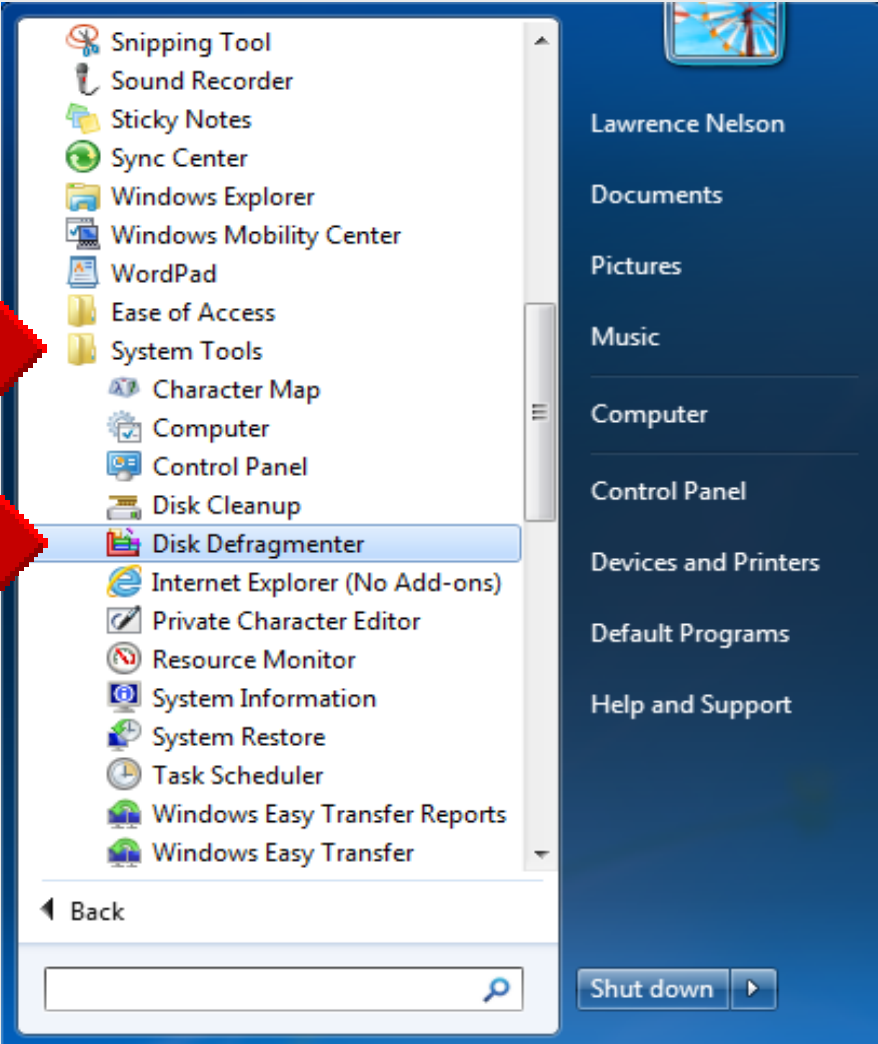 Snipping Tool
Sound Recorder
Sticky Notes
Sync Center
Windows Explorer
Windows Mobility Center
WordPad
Ease of Access
System Tools
Character Map
Computer
Control Panel
Disk Cleanup
Disk Defragmenter
Internet Explorer (No Add-ons)
Private Character Editor
Resource Monitor
System Information
System Restore
Task Scheduler
Windows Easy Transfer Reports
Windows Easy Transfer
Back
Lawrence Nelson
Documents
Pictures
Music
Computer
Control Panel
Devices and Printers
Default Programs
Help and Support
Shut down